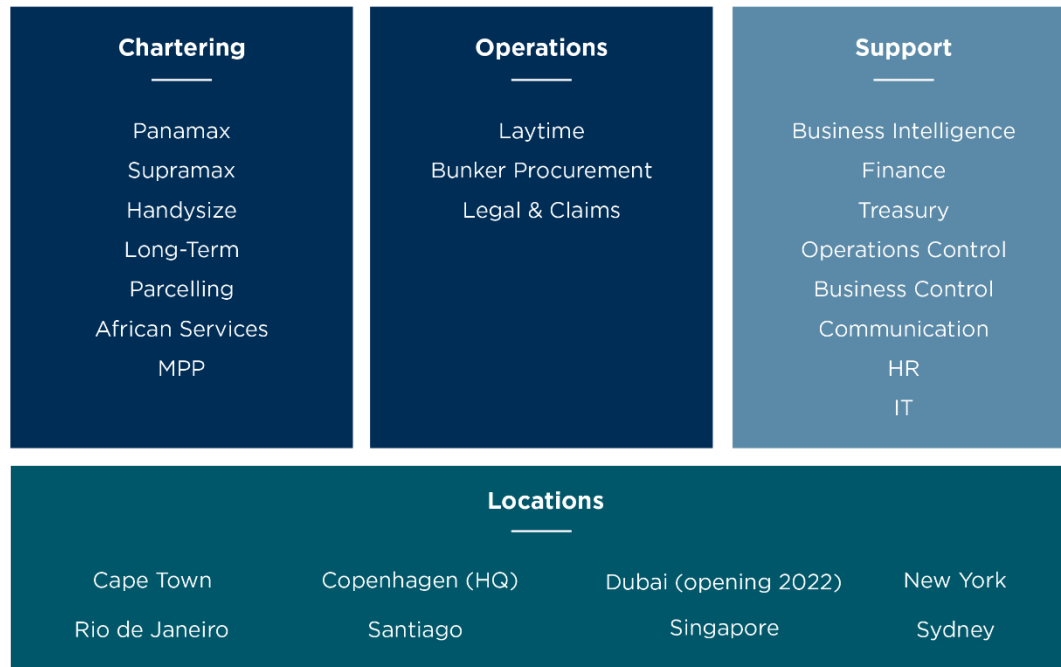 Chartering
Panamax
Supramax
Handysize
Long-Term
Parcelling
African Services
MPP
Operations
Laytime
Bunker Procurement
Legal & Claims
Support
Business Intelligence
Finance
Treasury
Operations Control
Business Control
Communication
HR
IT
Locations
Cape Town
Copenhagen (HQ)
Dubai (opening 2022)
New York
Rio de Janeiro
Santiago
Singapore
Sydney